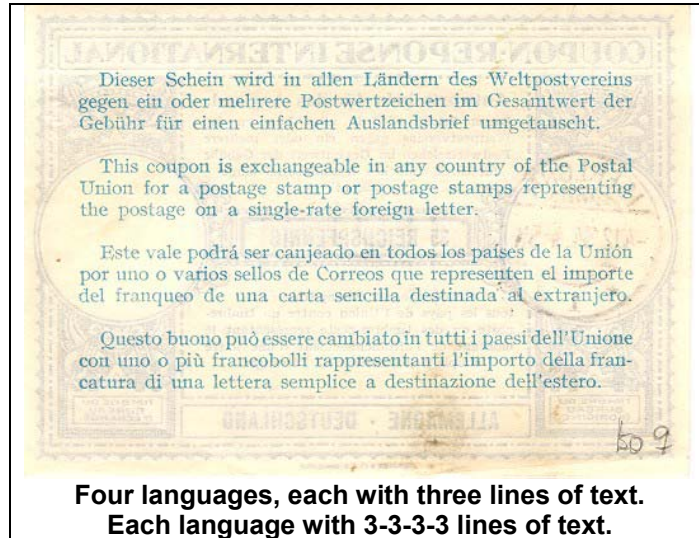 COUPON-REPONSE INTERNATIONAL
Dieser Schein wird in allen Ländern des Weltpostvereins
gegen ein oder mehrere Postwertzeichen im Gesamtwert der
Gebühr für einen einfachen Auslandsbrief umgetauscht.
This coupon is exchangeable in any country of the Postal
Union for a postage stamp or postage stamps representing
the postage on a single-rate foreign letter.
Este vale podrá ser canjeado en todos los países de la Unión
por uno o varios sellos de Correos que representen el importe
del franqueo de una carta sencilla destinada al extranjero.
Questo buono può essere cambiato in tutti i paesi dell'Unione
con uno o più francobolli rappresentanti l'importo della fran-
catura di una lettera semplice a destinazione dell'estero.
ALLEMAGNE · DEUTSCHLAND
Four languages, each with three lines of text.
Each language with 3-3-3-3 lines of text.